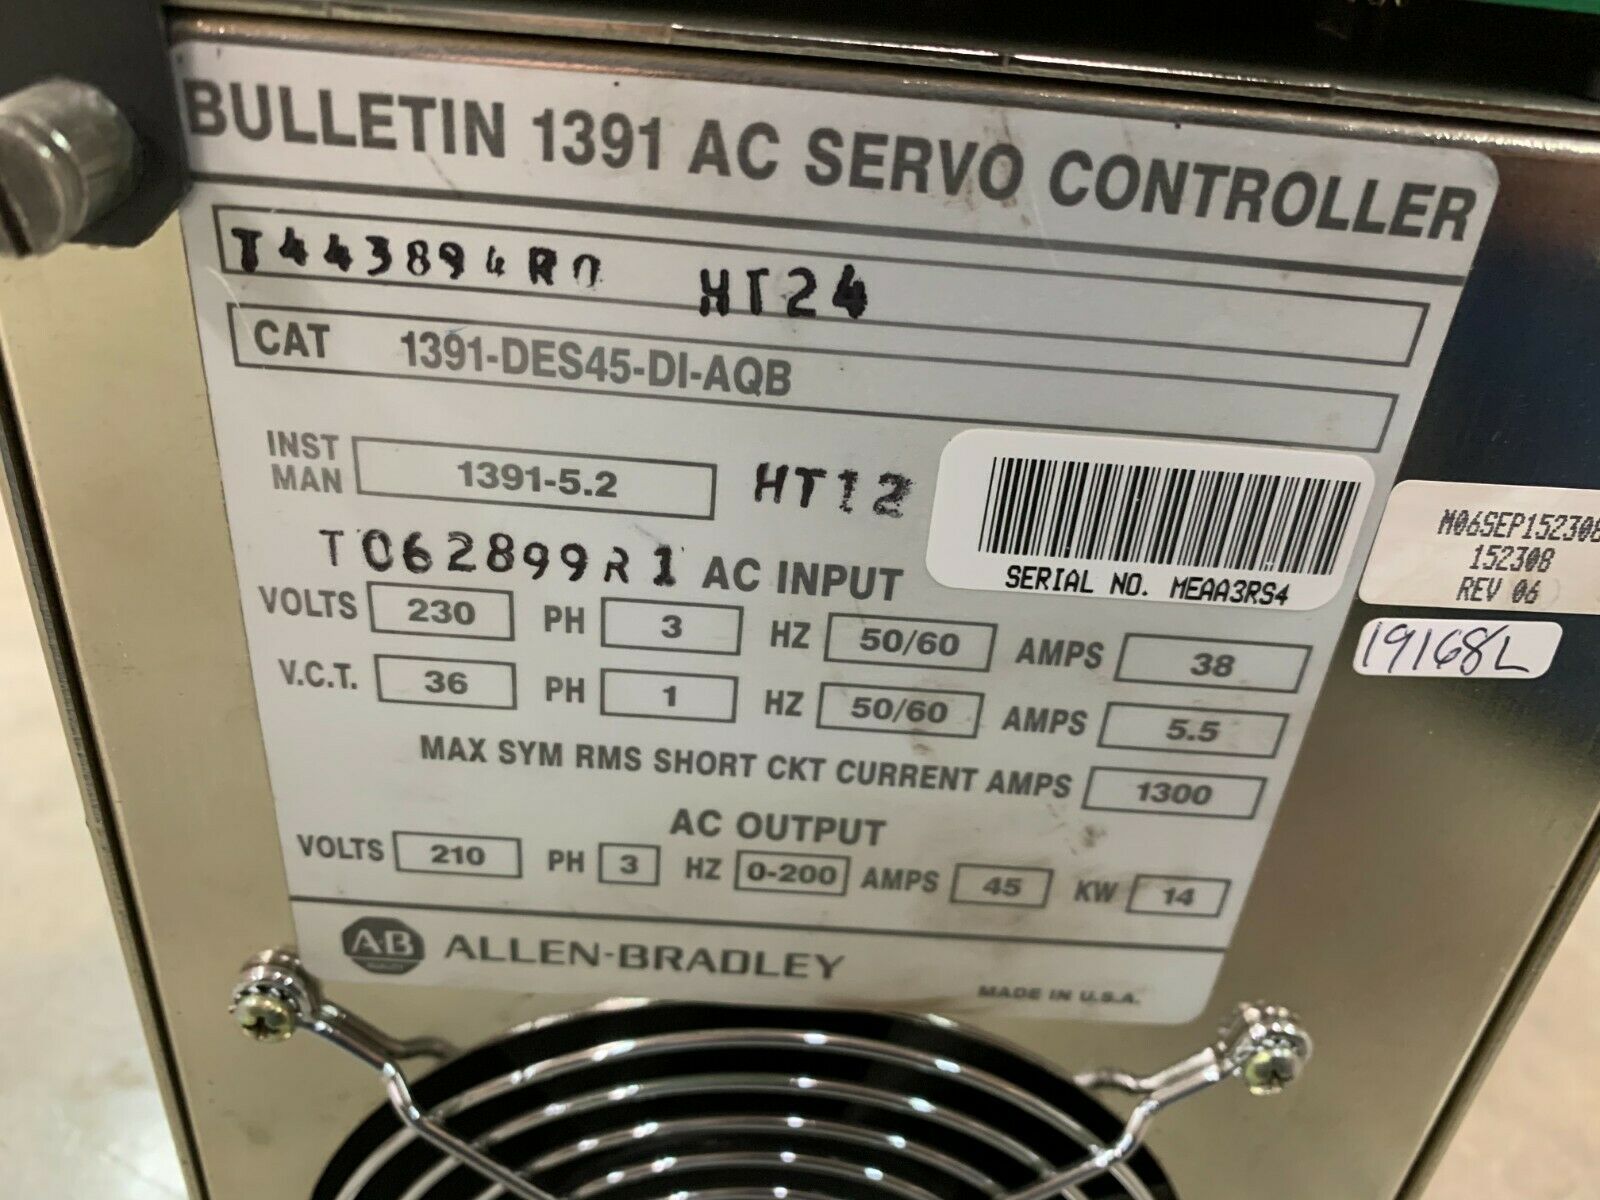 BULLETIN 1391 AC SERVO CONTROLLER
T443894R0 HT24
CAT 1391-DES45-DI-AQB
INST MAN 1391-5.2 HT12
SERIAL NO. MEAA3RS4
M06SEP152308
152308
REV 06
19168L
T062899R1 AC INPUT
VOLTS 230 PH 3 HZ 50/60 AMPS 38
V.C.T. 36 PH 1 HZ 50/60 AMPS 5.5
MAX SYM RMS SHORT CKT CURRENT AMPS 1300
AC OUTPUT
VOLTS 210 PH 3 HZ 0-200 AMPS 45 KW 14
AB ALLEN-BRADLEY
MADE IN U.S.A.